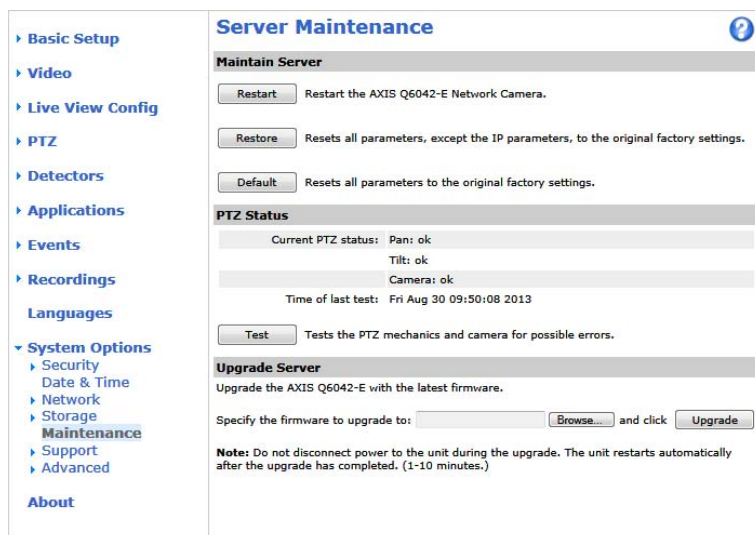 Basic Setup
Video
Live View Config
PTZ
Detectors
Applications
Events
Recordings
Languages
System Options
Security
Date & Time
Network
Storage
Maintenance
Support
Advanced
About
Server Maintenance
?
Maintain Server
Restart Restart the AXIS Q6042-E Network Camera.
Restore Resets all parameters, except the IP parameters, to the original factory settings.
Default Resets all parameters to the original factory settings.
PTZ Status
Current PTZ status: Pan: ok
Tilt: ok
Camera: ok
Time of last test: Fri Aug 30 09:50:08 2013
Test Tests the PTZ mechanics and camera for possible errors.
Upgrade Server
Upgrade the AXIS Q6042-E with the latest firmware.
Specify the firmware to upgrade to: Browse... and click Upgrade
Note: Do not disconnect power to the unit during the upgrade. The unit restarts automatically
after the upgrade has completed. (1-10 minutes.)